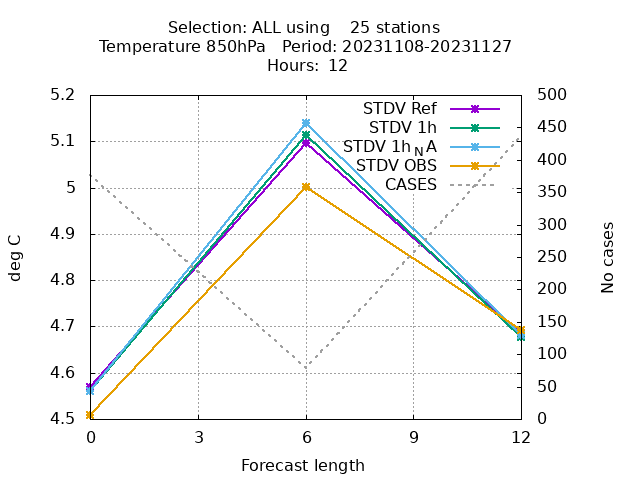 Selection: ALL using    25 stations
Temperature 850hPa   Period: 20231108-20231127
Hours:  12
STDV Ref
STDV 1h
STDV 1h_NA
STDV OBS
CASES
5.2
5.1
5
4.9
4.8
4.7
4.6
4.5
deg C
500
450
400
350
300
250
200
150
100
50
0
No cases
0 3 6 9 12
Forecast length